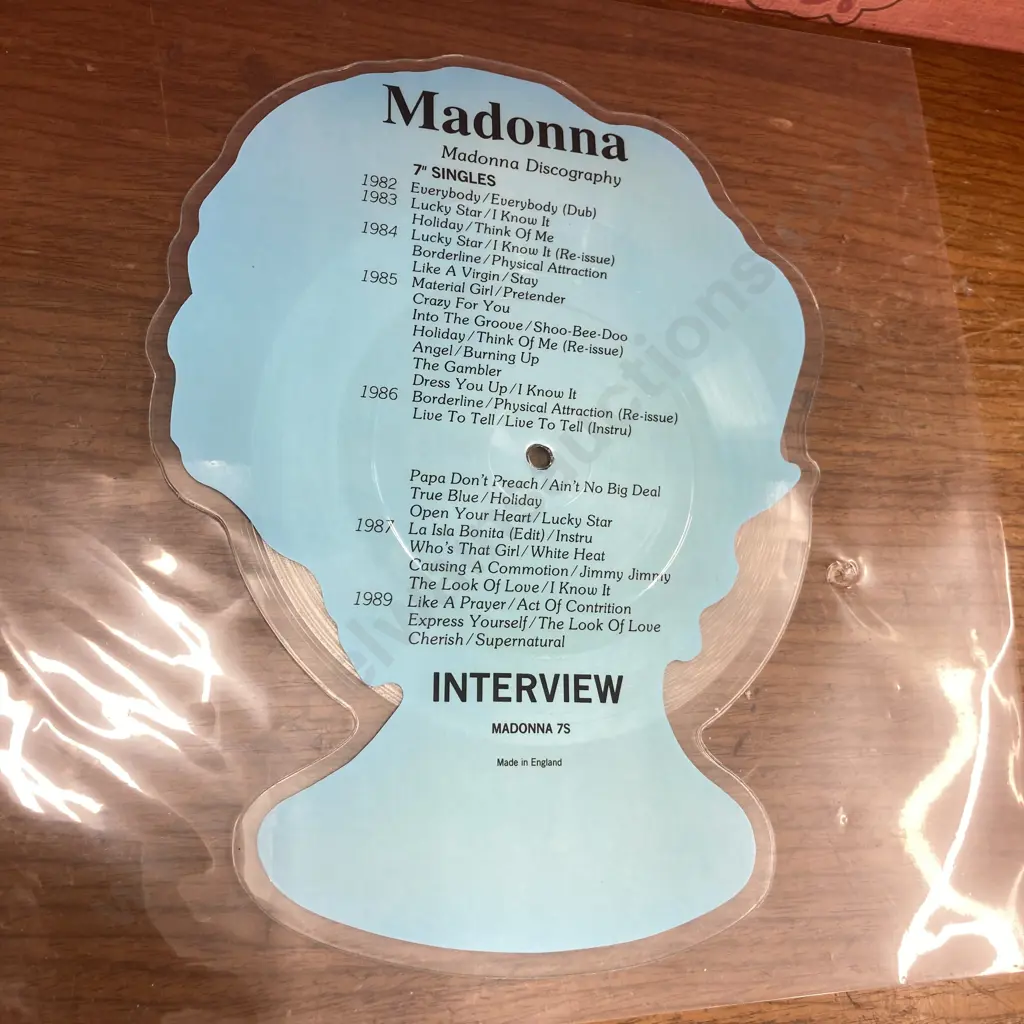 Madonna
Madonna Discography
7" SINGLES
1982 Everybody/Everybody (Dub)
1983 Lucky Star/I Know It
Holiday/Think Of Me
1984 Lucky Star/I Know It (Re-issue)
Borderline/Physical Attraction
Like A Virgin/Stay
1985 Material Girl/Pretender
Crazy For You
Into The Groove/Shoo-Bee-Doo
Holiday/Think Of Me (Re-issue)
Angel/Burning Up
The Gambler
Dress You Up/I Know It
1986 Borderline/Physical Attraction (Re-issue)
Live To Tell/Live To Tell (Instru)
Papa Don't Preach/Ain't No Big Deal
True Blue/Holiday
Open Your Heart/Lucky Star
1987 La Isla Bonita (Edit)/Instru
Who's That Girl/White Heat
Causing A Commotion/Jimmy Jimmy
The Look Of Love/I Know It
1989 Like A Prayer/Act Of Contrition
Express Yourself/The Look Of Love
Cherish/Supernatural
INTERVIEW
MADONNA 7S
Made in England